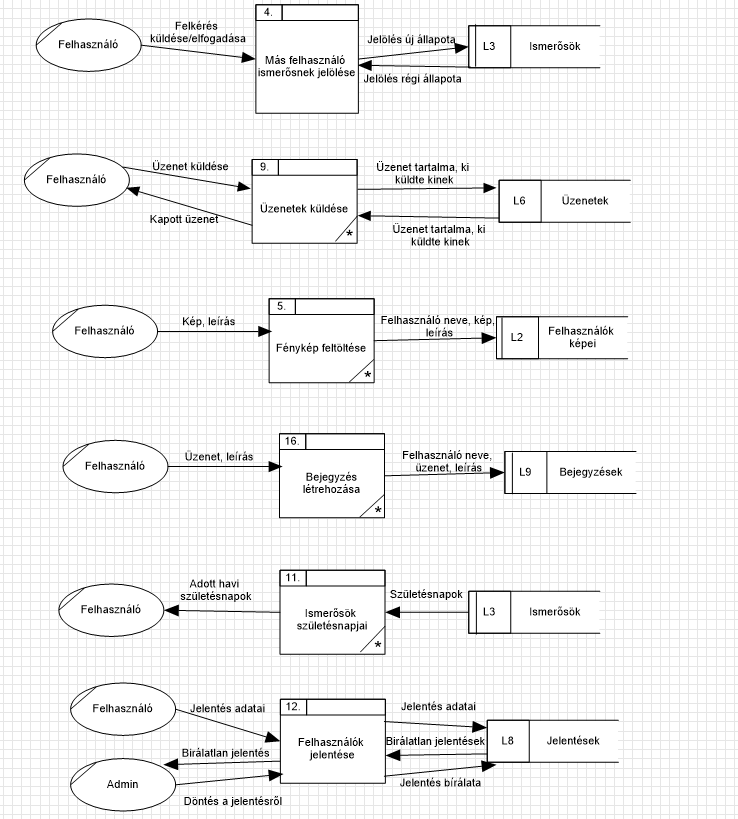 4.
Felkérés
küldése/elfogadása
Felhasználó
Más felhasználó
ismerősnek jelölése
Jelölés új állapota
Jelölés régi állapota
L3
Ismerősök
9.
Üzenet küldése
Felhasználó
Kapott üzenet
Üzenetek küldése
*
Üzenet tartalma, ki
küldte kinek
Üzenet tartalma, ki
küldte kinek
L6
Üzenetek
5.
Kép, leírás
Felhasználó
Fénykép feltöltése
*
Felhasználó neve, kép,
leírás
L2
Felhasználók
képei
16.
Üzenet, leírás
Felhasználó
Bejegyzés
létrehozása
*
Felhasználó neve,
üzenet, leírás
L9
Bejegyzések
11.
Adott havi
születésnapok
Felhasználó
Ismerősök
születésnapjai
*
Születésnapok
L3
Ismerősök
12.
Felhasználó
Jelentés adatai
Birálatlan jelentés
Admin
Döntés a jelentésről
Felhasználók
jelentése
Jelentés adatai
Birálatlan jelentések
Jelentés bírálata
L8
Jelentések